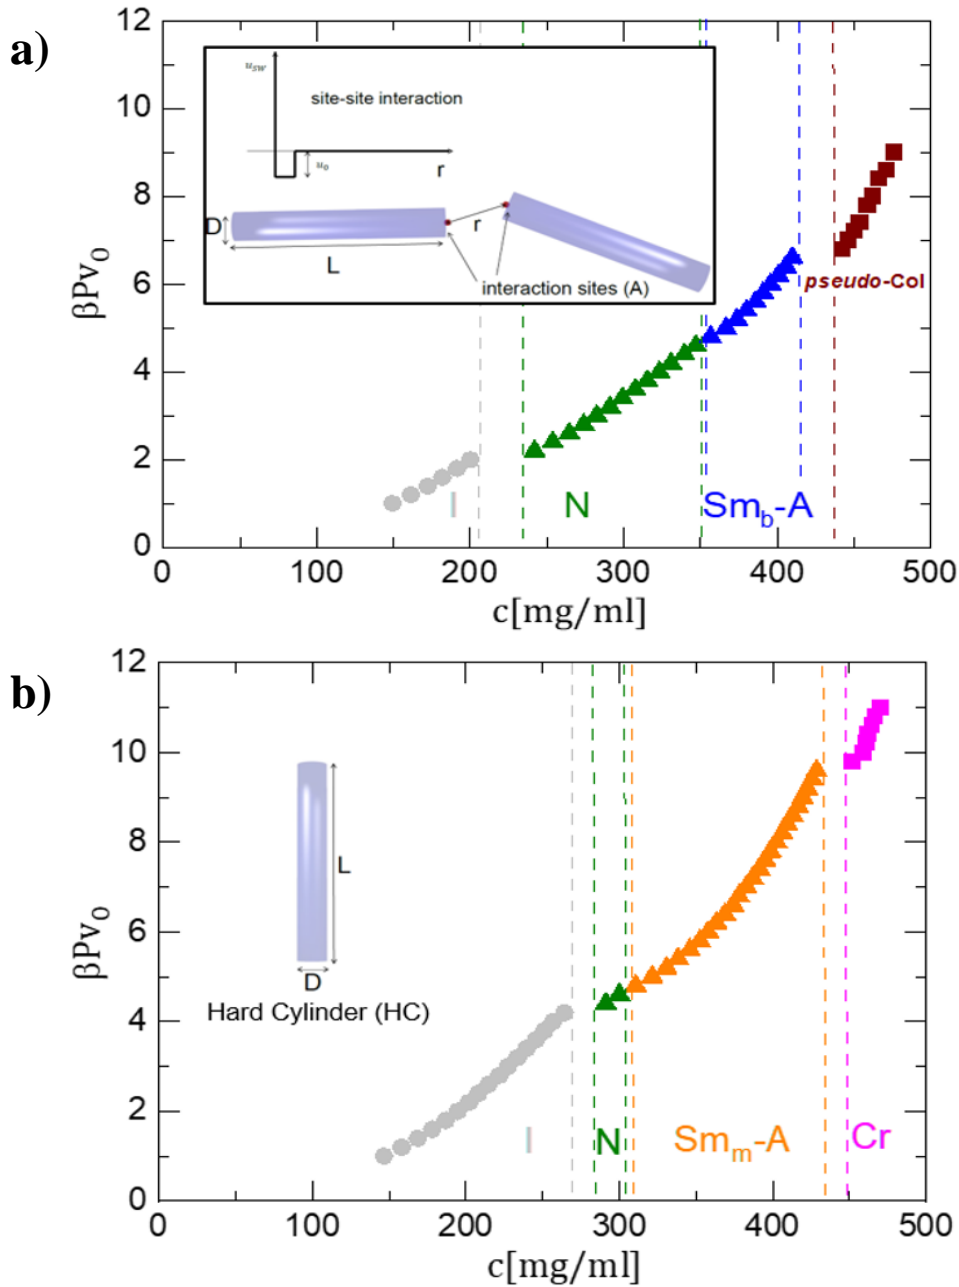 a)
12
10
8
6
4
2
0
βPv₀
u_SW
site-site interaction
u₀
r
D
L
r
interaction sites (A)
pseudo-Col
I
N
Sm_b-A
0
100
200
300
400
500
c[mg/ml]
b)
12
10
8
6
4
2
0
βPv₀
L
D
Hard Cylinder (HC)
I
N
Sm_m-A
Cr
0
100
200
300
400
500
c[mg/ml]